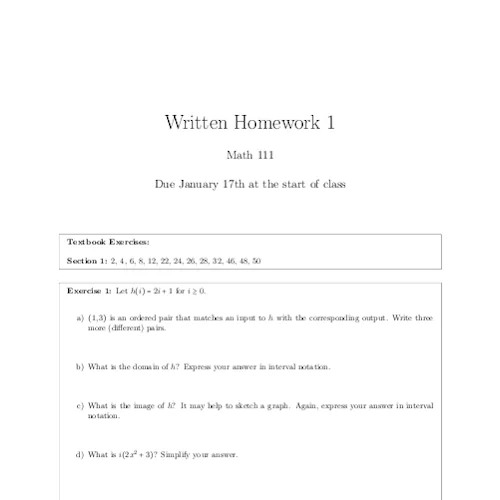 Written Homework 1
Math 111
Due January 17th at the start of class
Textbook Exercises:
Section 1: 2, 4, 6, 8, 12, 22, 24, 26, 28, 32, 46, 48, 50
Exercise 1: Let h(i) = 2i + 1 for i ≥ 0.
a) (1,3) is an ordered pair that matches an input to h with the corresponding output. Write three
more (different) pairs.
b) What is the domain of h? Express your answer in interval notation.
c) What is the image of h? It may help to sketch a graph. Again, express your answer in interval
notation.
d) What is i(2x² + 3)? Simplify your answer.